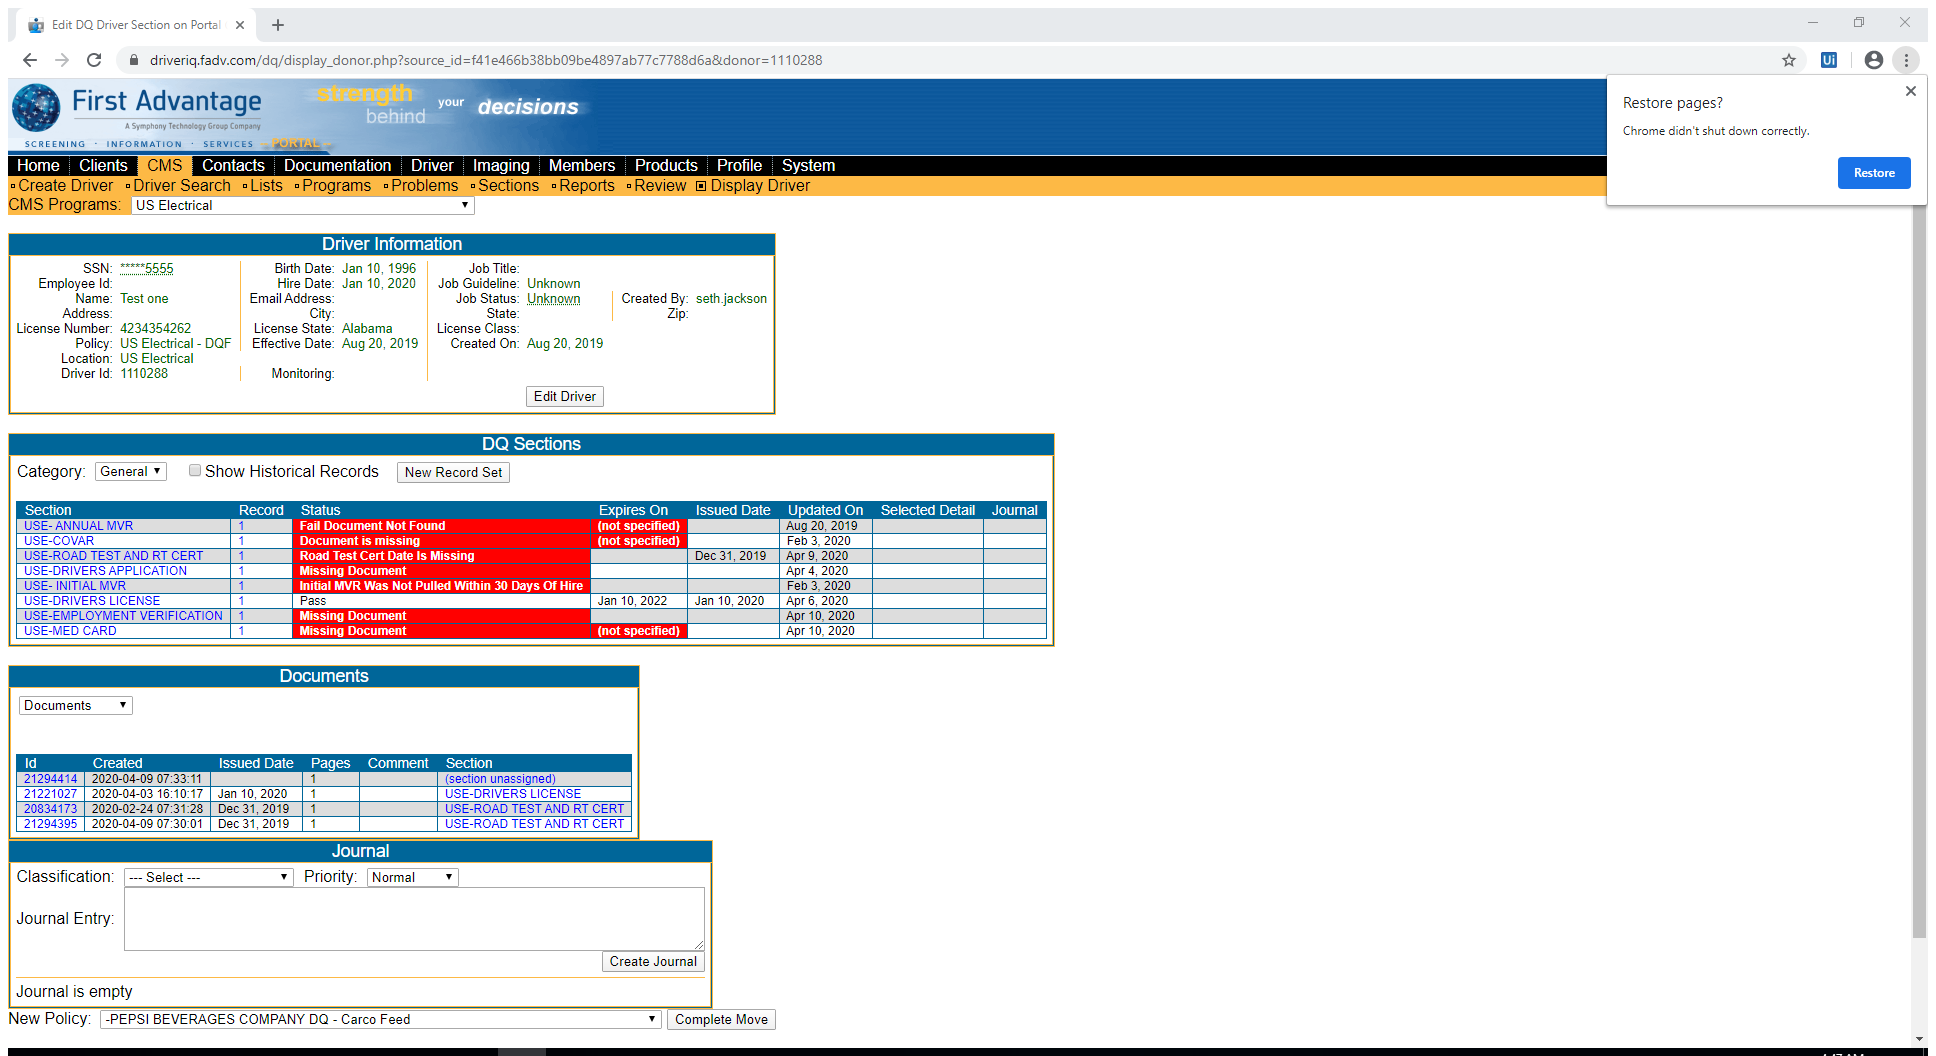 Edit DQ Driver Section on Portal
driveriq.fadv.com/dq/display_donor.php?source_id=f41e466b38bb09be4897ab77c7788d6a&donor=1110288
Restore pages?
Chrome didn't shut down correctly.
Restore
First Advantage
A Symphony Technology Group Company
SCREENING · INFORMATION · SERVICES PORTAL
strength behind your decisions
Home Clients CMS Contacts Documentation Driver Imaging Members Products Profile System
Create Driver Driver Search Lists Programs Problems Sections Reports Review Display Driver
CMS Programs: US Electrical
Driver Information
SSN: *****5555 Birth Date: Jan 10, 1996 Job Title:
Employee Id: Hire Date: Jan 10, 2020 Job Guideline: Unknown
Name: Test one Email Address: Job Status: Unknown Created By: seth.jackson
Address: City: State: Zip:
License Number: 4234354262 License State: Alabama License Class:
Policy: US Electrical - DQF Effective Date: Aug 20, 2019 Created On: Aug 20, 2019
Location: US Electrical
Driver Id: 1110288 Monitoring:
Edit Driver
DQ Sections
Category: General Show Historical Records New Record Set
Section Record Status Expires On Issued Date Updated On Selected Detail Journal
USE- ANNUAL MVR 1 Fail Document Not Found (not specified) Aug 20, 2019
USE-COVAR 1 Document is missing (not specified) Feb 3, 2020
USE-ROAD TEST AND RT CERT 1 Road Test Cert Date Is Missing Dec 31, 2019 Apr 9, 2020
USE-DRIVERS APPLICATION 1 Missing Document Apr 4, 2020
USE- INITIAL MVR 1 Initial MVR Was Not Pulled Within 30 Days Of Hire Feb 3, 2020
USE-DRIVERS LICENSE 1 Pass Jan 10, 2022 Jan 10, 2020 Apr 6, 2020
USE-EMPLOYMENT VERIFICATION 1 Missing Document Apr 10, 2020
USE-MED CARD 1 Missing Document (not specified) Apr 10, 2020
Documents
Documents
Id Created Issued Date Pages Comment Section
21294414 2020-04-09 07:33:11 1 (section unassigned)
21221027 2020-04-03 16:10:17 Jan 10, 2020 1 USE-DRIVERS LICENSE
20834173 2020-02-24 07:31:28 Dec 31, 2019 1 USE-ROAD TEST AND RT CERT
21294395 2020-04-09 07:30:01 Dec 31, 2019 1 USE-ROAD TEST AND RT CERT
Journal
Classification: --- Select --- Priority: Normal
Journal Entry:
Create Journal
Journal is empty
New Policy: -PEPSI BEVERAGES COMPANY DQ - Carco Feed Complete Move